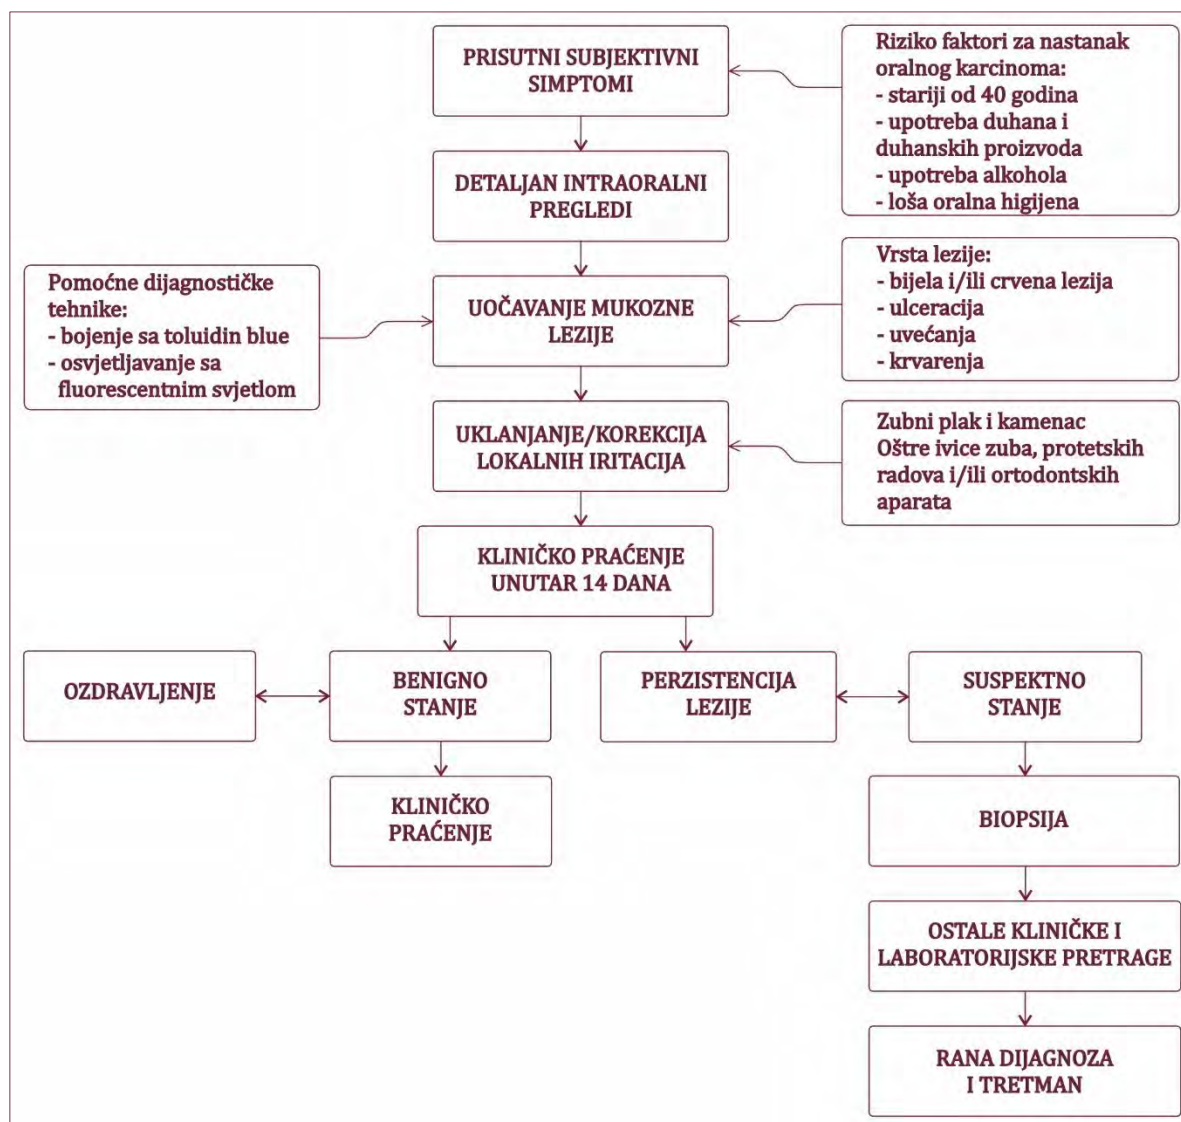 PRISUTNI SUBJEKTIVNI
SIMPTOMI
Riziko faktori za nastanak
oralnog karcinoma:
- stariji od 40 godina
- upotreba duhana i
duhanskih proizvoda
- upotreba alkohola
- loša oralna higijena
DETALJAN INTRAORALNI
PREGLEDI
Pomoćne dijagnostičke
tehnike:
- bojenje sa toluidin blue
- osvjetljavanje sa
fluorescentnim svjetlom
UOČAVANJE MUKOZNE
LEZIJE
Vrsta lezije:
- bijela i/ili crvena lezija
- ulceracija
- uvećanja
- krvarenja
UKLANJANJE/KOREKCIJA
LOKALNIH IRITACIJA
Zubni plak i kamenac
Oštre ivice zuba, protetskih
radova i/ili ortodontskih
aparata
KLINIČKO PRAĆENJE
UNUTAR 14 DANA
OZDRAVLJENJE
BENIGNO
STANJE
PERZISTENCIJA
LEZIJE
SUSPEKTNO
STANJE
KLINIČKO
PRAĆENJE
BIOPSIJA
OSTALE KLINIČKE I
LABORATORIJSKE PRETRAGE
RANA DIJAGNOZA
I TRETMAN